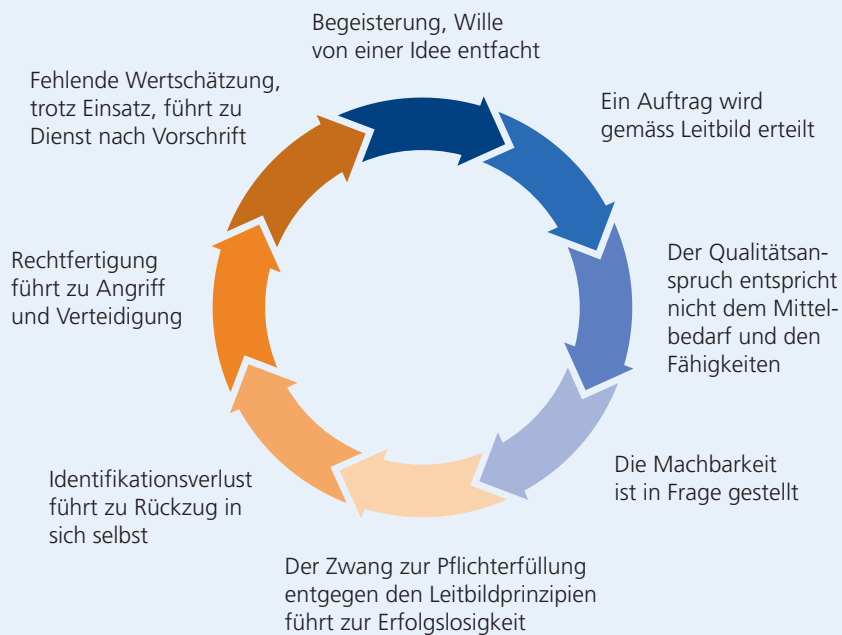 Begeisterung, Wille
von einer Idee entfacht
Ein Auftrag wird
gemäss Leitbild erteilt
Der Qualitätsan-
spruch entspricht
nicht dem Mittel-
bedarf und den
Fähigkeiten
Die Machbarkeit
ist in Frage gestellt
Der Zwang zur Pflichterfüllung
entgegen den Leitbildprinzipien
führt zur Erfolgslosigkeit
Identifikationsverlust
führt zu Rückzug in
sich selbst
Rechtfertigung
führt zu Angriff
und Verteidigung
Fehlende Wertschätzung,
trotz Einsatz, führt zu
Dienst nach Vorschrift